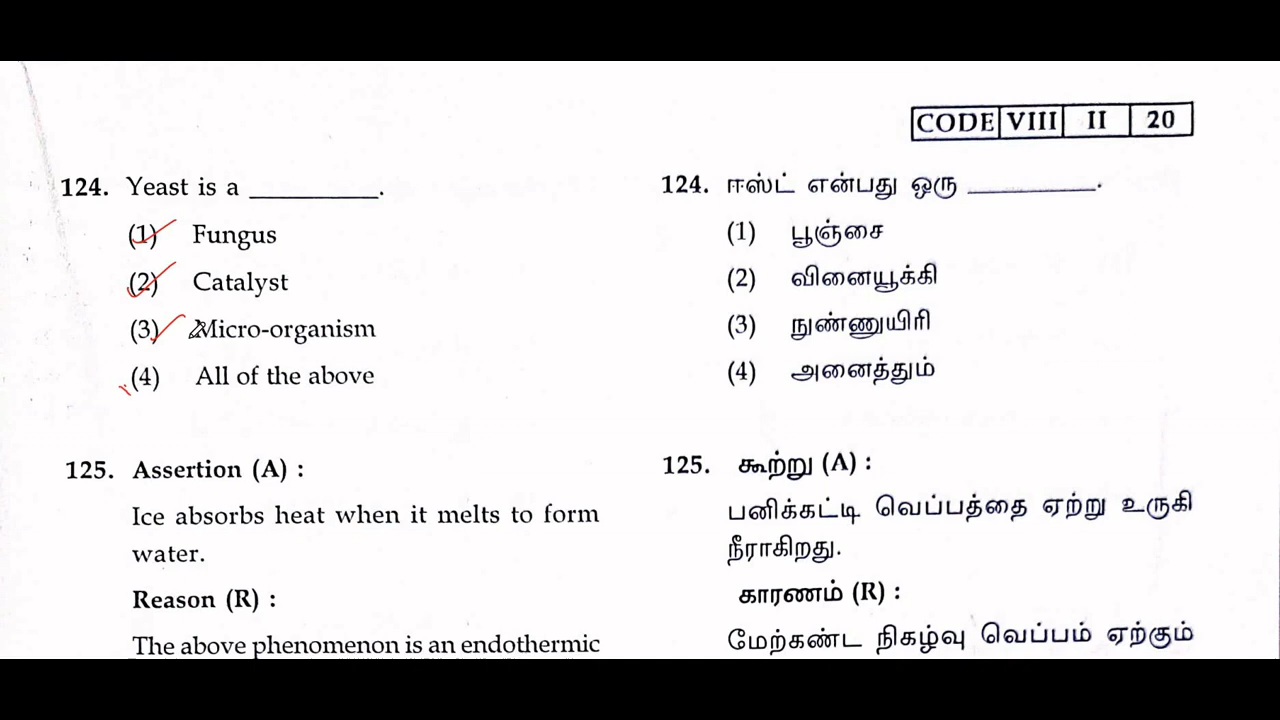 CODE VIII II 20
124. Yeast is a __________.
(1) Fungus
(2) Catalyst
(3) Micro-organism
(4) All of the above
125. Assertion (A) :
Ice absorbs heat when it melts to form
water.
Reason (R) :
The above phenomenon is an endothermic
124. ஈஸ்ட் என்பது ஒரு __________.
(1) பூஞ்சை
(2) வினையூக்கி
(3) நுண்ணுயிரி
(4) அனைத்தும்
125. கூற்று (A) :
பனிக்கட்டி வெப்பத்தை ஏற்று உருகி
நீராகிறது.
காரணம் (R) :
மேற்கண்ட நிகழ்வு வெப்பம் ஏற்கும்